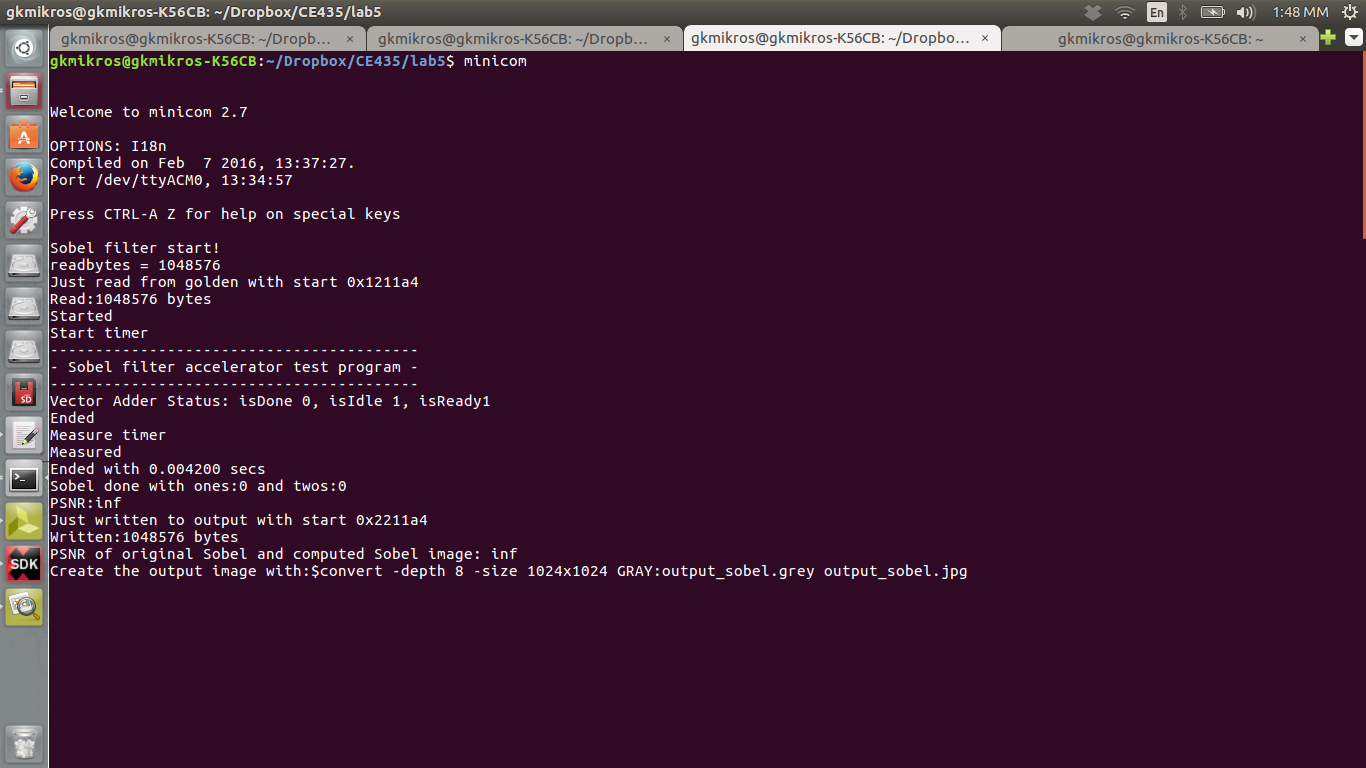 gkmikros@gkmikros-K56CB: ~/Dropbox/CE435/lab5
En
1:48 MM
gkmikros@gkmikros-K56CB: ~/Dropb... ×
gkmikros@gkmikros-K56CB: ~/Dropb... ×
gkmikros@gkmikros-K56CB: ~/Dropbo... ×
gkmikros@gkmikros-K56CB: ~ ×
gkmikros@gkmikros-K56CB:~/Dropbox/CE435/lab5$ minicom
Welcome to minicom 2.7
OPTIONS: I18n
Compiled on Feb  7 2016, 13:37:27.
Port /dev/ttyACM0, 13:34:57
Press CTRL-A Z for help on special keys
Sobel filter start!
readbytes = 1048576
Just read from golden with start 0x1211a4
Read:1048576 bytes
Started
Start timer
-----------------------------------------
- Sobel filter accelerator test program -
-----------------------------------------
Vector Adder Status: isDone 0, isIdle 1, isReady1
Ended
Measure timer
Measured
Ended with 0.004200 secs
Sobel done with ones:0 and twos:0
PSNR:inf
Just written to output with start 0x2211a4
Written:1048576 bytes
PSNR of original Sobel and computed Sobel image: inf
Create the output image with:$convert -depth 8 -size 1024x1024 GRAY:output_sobel.grey output_sobel.jpg
SD
>_
SDK